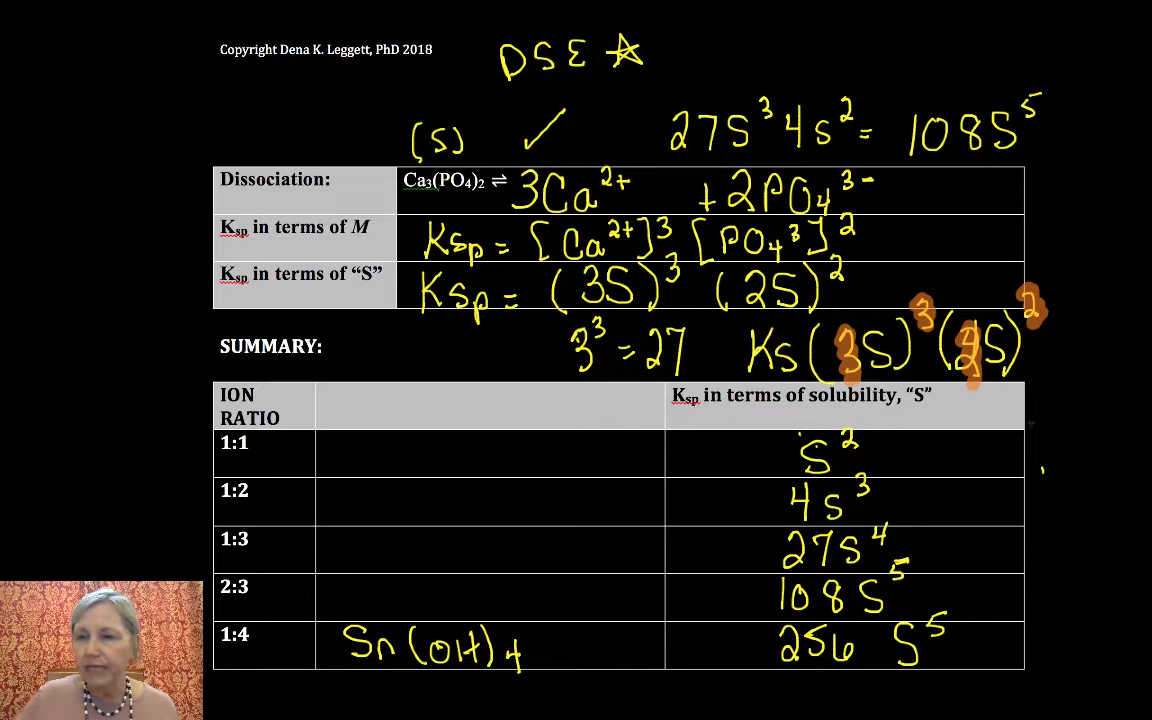 Copyright Dena K. Leggett, PhD 2018
DSE ☆
(S) ✓ 27S³ 4S² = 108S⁵
Dissociation: Ca₃(PO₄)₂ ⇌ 3Ca²⁺ + 2PO₄³⁻
Ksp in terms of M Ksp = [Ca²⁺]³ [PO₄³]²
Ksp in terms of “S” Ksp = (3S)³ (2S)²
SUMMARY: 3³ = 27 Ks(3S)³(2S)²
ION RATIO Ksp in terms of solubility, “S”
1:1 S²
1:2 4S³
1:3 27S⁴
2:3 108S⁵
1:4 Sn(OH)₄ 256 S⁵